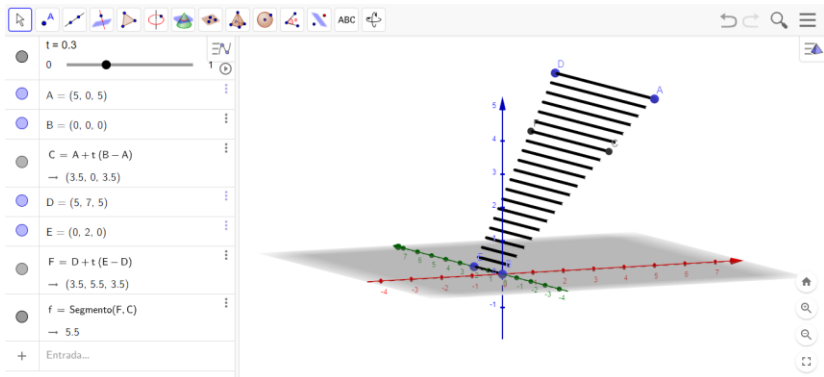 ABC
t = 0.3
0 1
A = (5, 0, 5)
B = (0, 0, 0)
C = A + t (B − A)
→ (3.5, 0, 3.5)
D = (5, 7, 5)
E = (0, 2, 0)
F = D + t (E − D)
→ (3.5, 5.5, 3.5)
f = Segmento(F, C)
→ 5.5
+ Entrada...
D
A
5
4
3
2
7 6 5 4 3
-4 -3 -2 -1 0 1 2 3 4 5 6 7
-1 -2 -3 -4
-1